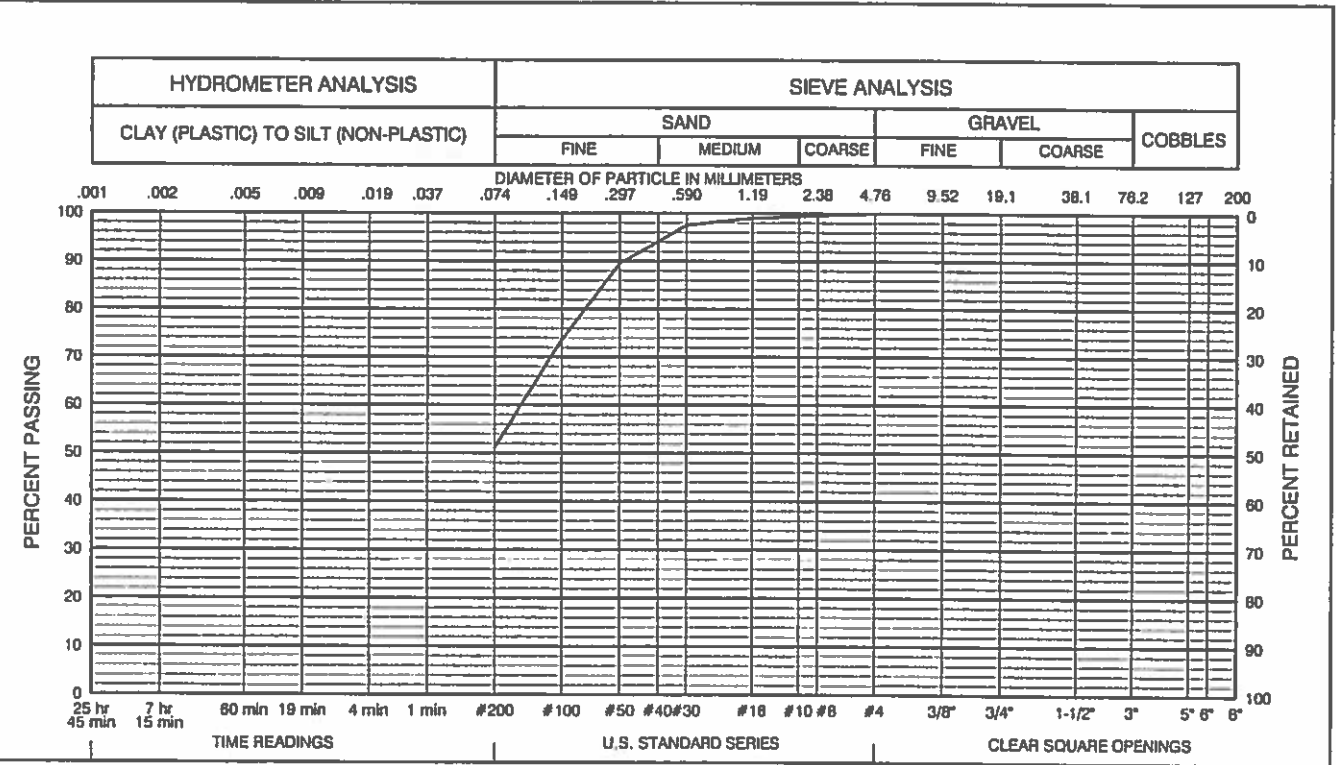 HYDROMETER ANALYSIS SIEVE ANALYSIS
CLAY (PLASTIC) TO SILT (NON-PLASTIC) SAND GRAVEL COBBLES
FINE MEDIUM COARSE FINE COARSE
DIAMETER OF PARTICLE IN MILLIMETERS
.001 .002 .005 .009 .019 .037 .074 .149 .297 .590 1.19 2.38 4.76 9.52 19.1 38.1 76.2 127 200
100 0
90 10
80 20
70 30
60 40
50 50
40 60
30 70
20 80
10 90
0 100
PERCENT PASSING
PERCENT RETAINED
25 hr 7 hr 60 min 19 min 4 min 1 min #200 #100 #50 #40 #30 #16 #10 #8 #4 3/8" 3/4" 1-1/2" 3" 5" 6" 8"
45 min 15 min
TIME READINGS U.S. STANDARD SERIES CLEAR SQUARE OPENINGS